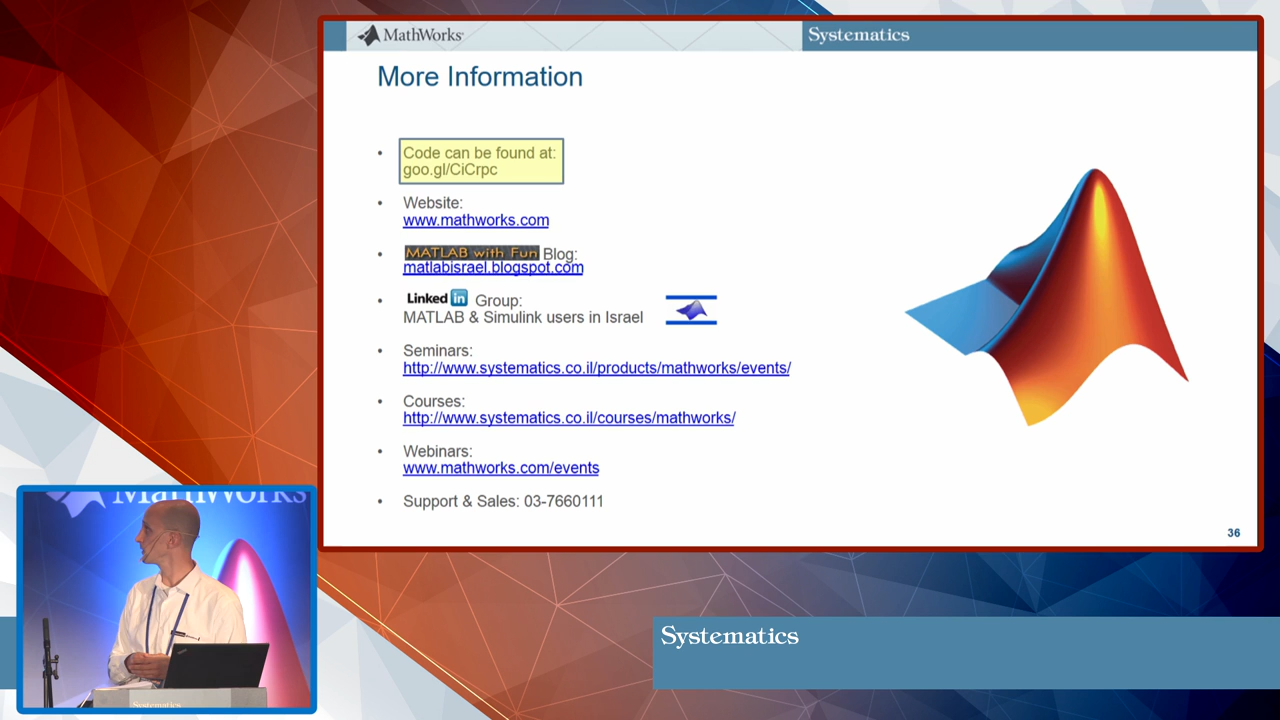 MathWorks
Systematics
More Information
• Code can be found at:
goo.gl/CiCrpc
• Website:
www.mathworks.com
• MATLAB with Fun Blog:
matlabisrael.blogspot.com
• Linked in Group:
MATLAB & Simulink users in Israel
• Seminars:
http://www.systematics.co.il/products/mathworks/events/
• Courses:
http://www.systematics.co.il/courses/mathworks/
• Webinars:
www.mathworks.com/events
• Support & Sales: 03-7660111
36
MathWorks
Systematics
Systematics